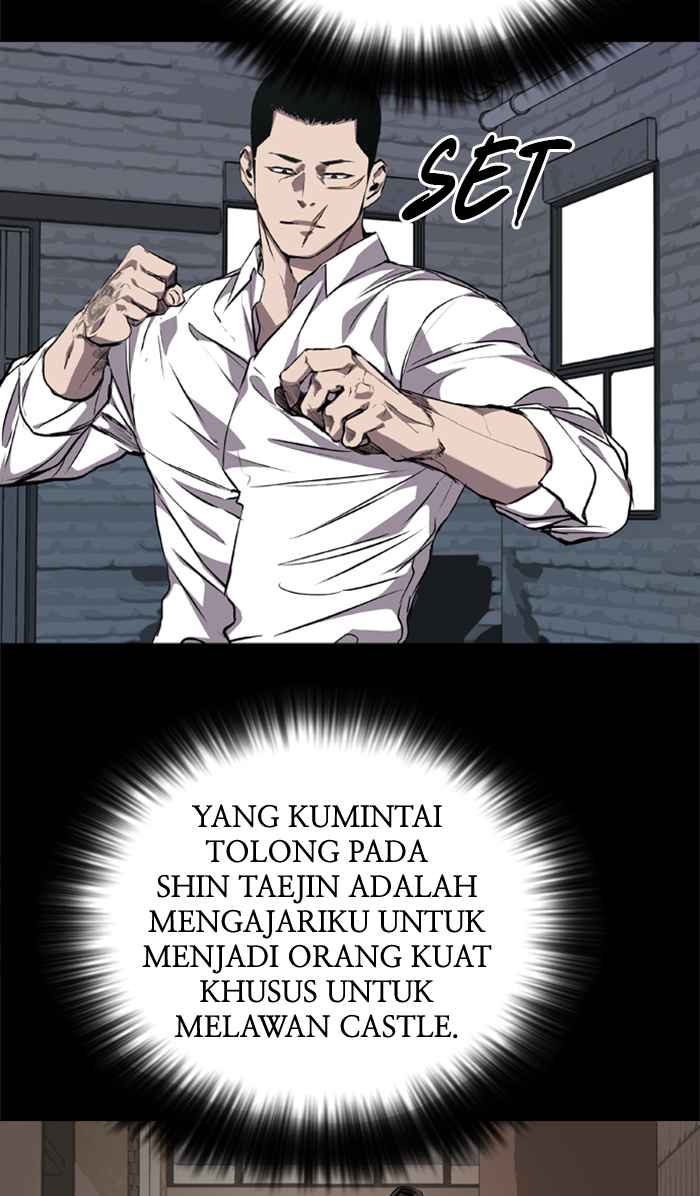 SET
YANG KUMINTAI
TOLONG PADA
SHIN TAEJIN ADALAH
MENGAJARIKU UNTUK
MENJADI ORANG KUAT
KHUSUS UNTUK
MELAWAN CASTLE.